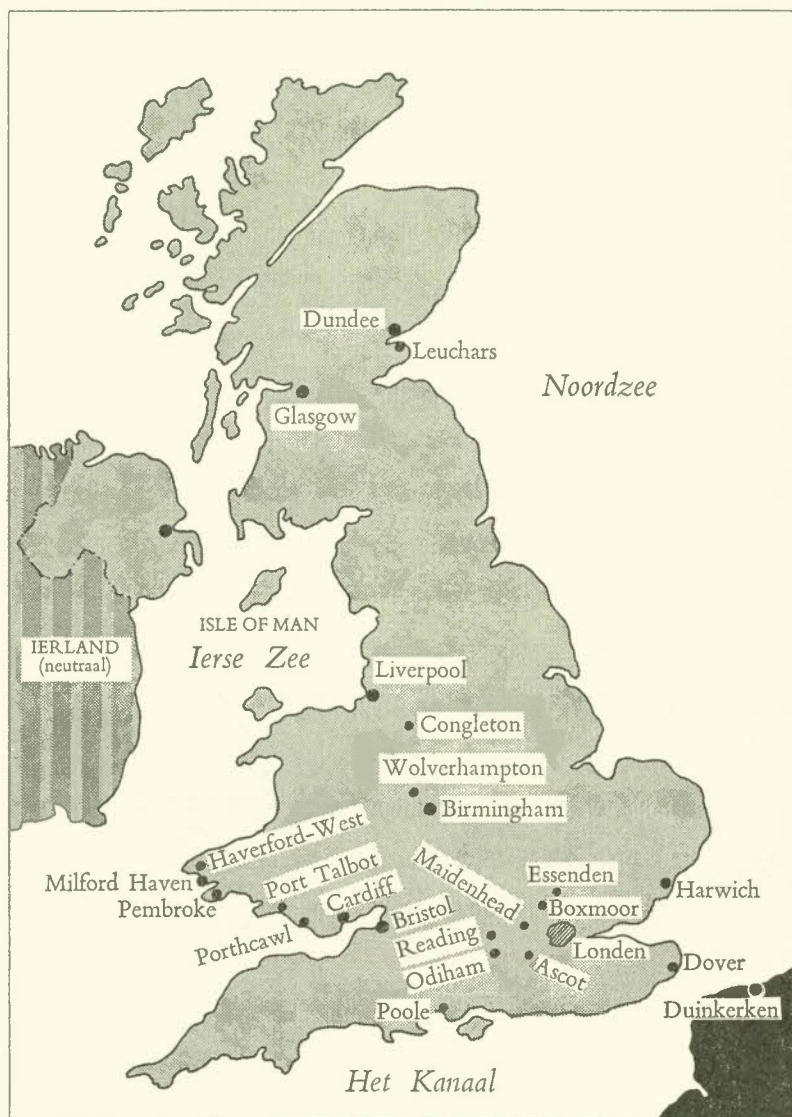 Dundee
Leuchars
Noordzee
Glasgow
ISLE OF MAN
IERLAND
(neutraal)
Ierse Zee
Liverpool
Congleton
Wolverhampton
Birmingham
Haverford-West
Milford Haven
Pembroke
Port Talbot
Porthcawl
Cardiff
Bristol
Maidenhead
Reading
Odiham
Essenden
Boxmoor
Harwich
Londen
Ascot
Dover
Poole
Duinkerken
Het Kanaal